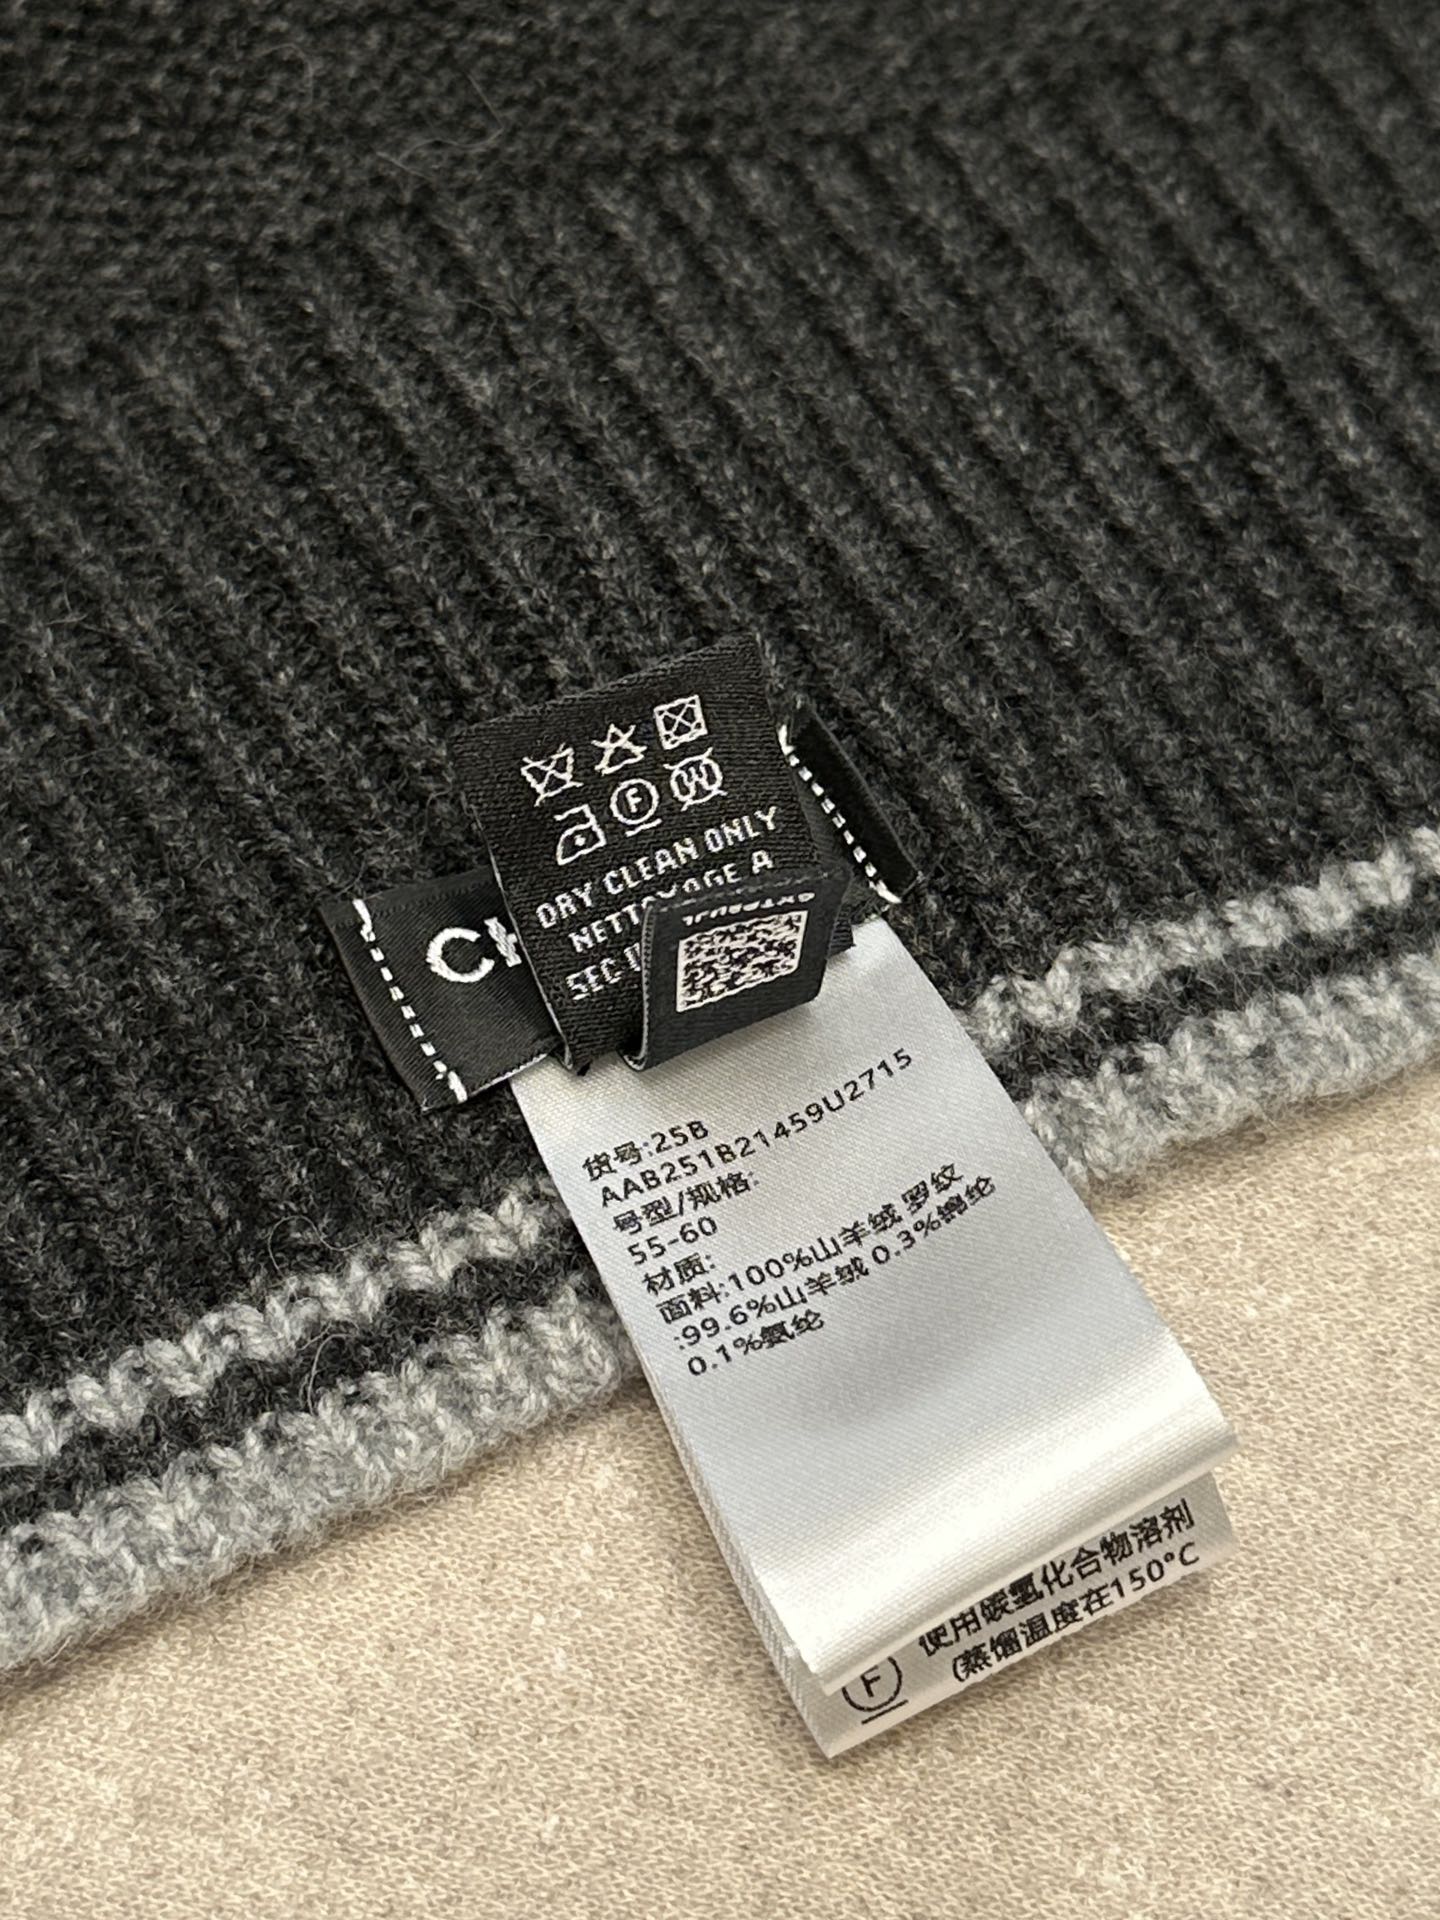 DRY CLEAN ONLY
NETTOYAGE A
SEC
货号:25B
AAB251B21459U2715
号型/规格:
55-60
材质:
面料:100%山羊绒 罗纹
:99.6%山羊绒 0.3%锦纶
0.1%氨纶
使用碳氢化合物溶剂
(蒸馏温度在150°C
F